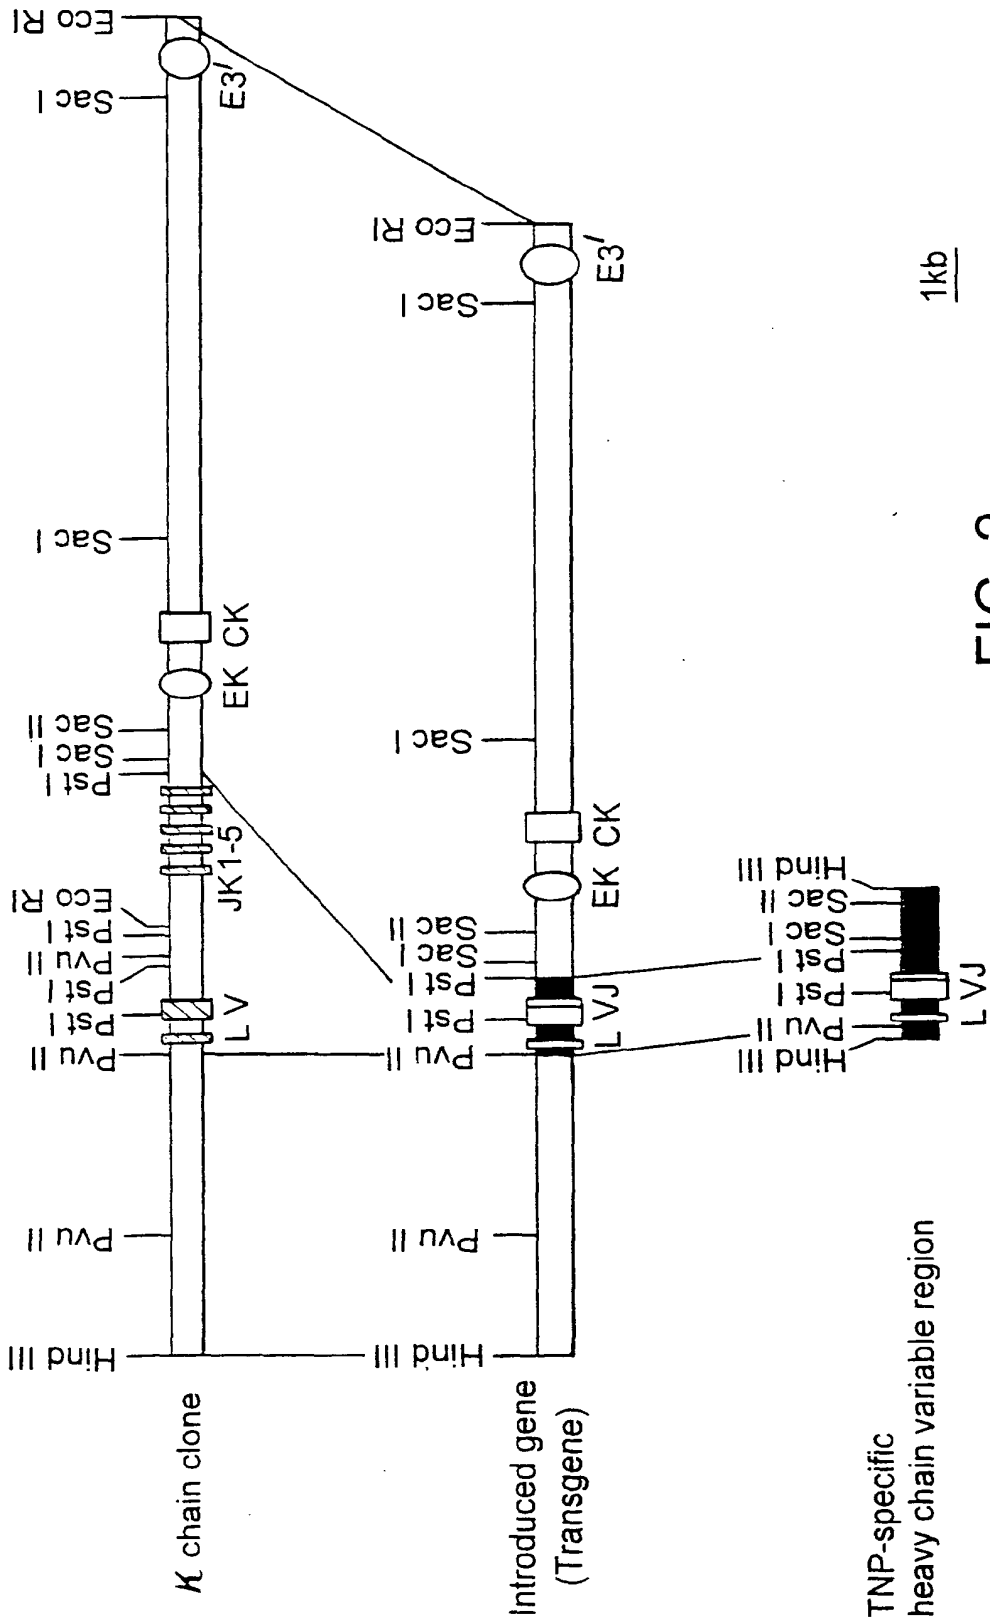 K chain clone
Hind III
Pvu II
Pvu II
Pst I
Pst I
Pvu II
Pst I
Eco RI
Pst I
Sac I
Sac II
Sac I
Sac I
Eco RI
L V
JK1-5
EK CK
E3'
Introduced gene
(Transgene)
Hind III
Pvu II
Pvu II
Pst I
Pst I
Sac I
Sac II
Sac I
Sac I
Eco RI
L VJ
EK CK
E3'
TNP-specific
heavy chain variable region
Hind III
Pvu II
Pst I
Pst I
Sac I
Sac II
Hind III
L VJ
1kb
FIG